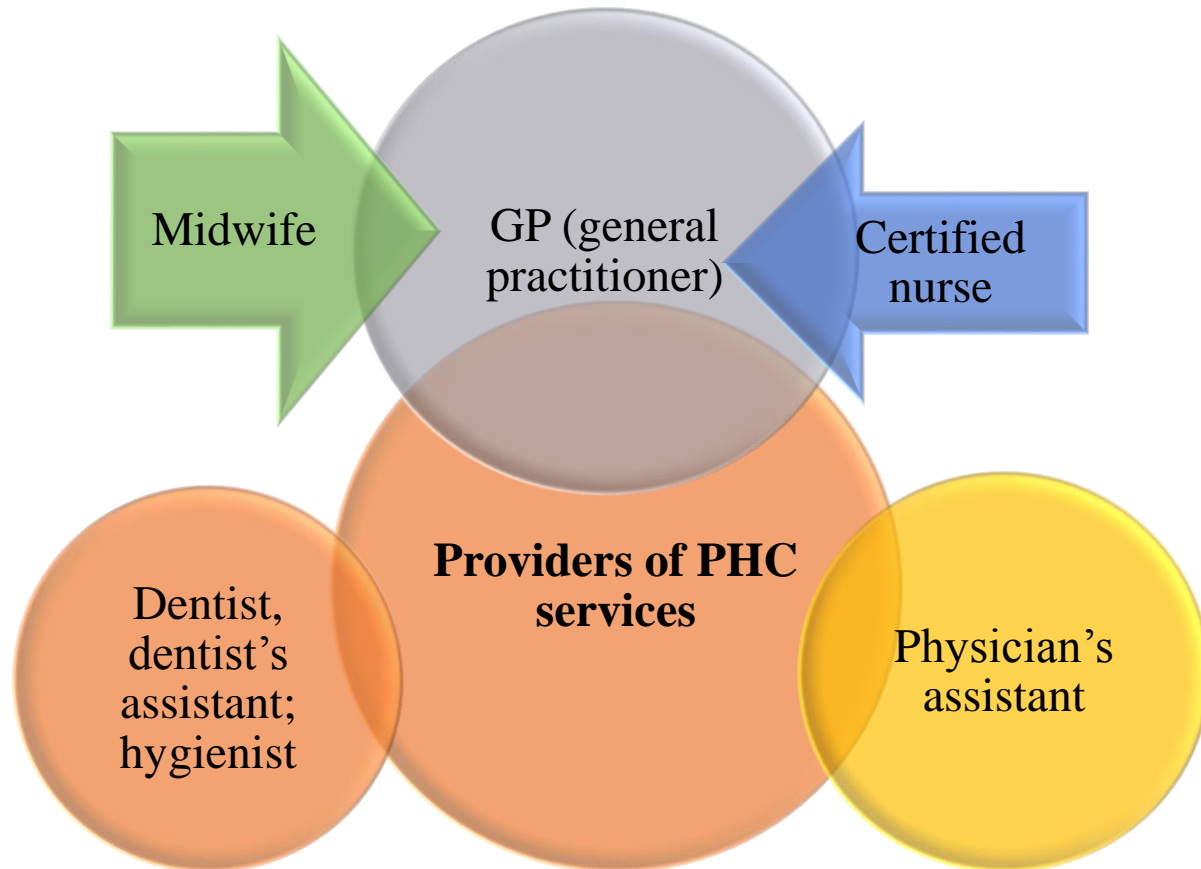 Midwife
GP (general
practitioner)
Certified
nurse
Providers of PHC
services
Dentist,
dentist’s
assistant;
hygienist
Physician’s
assistant